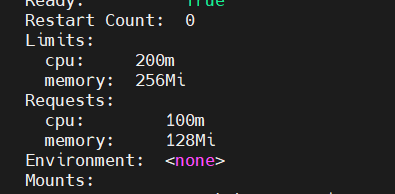 Ready: True
Restart Count: 0
Limits:
cpu: 200m
memory: 256Mi
Requests:
cpu: 100m
memory: 128Mi
Environment: <none>
Mounts: